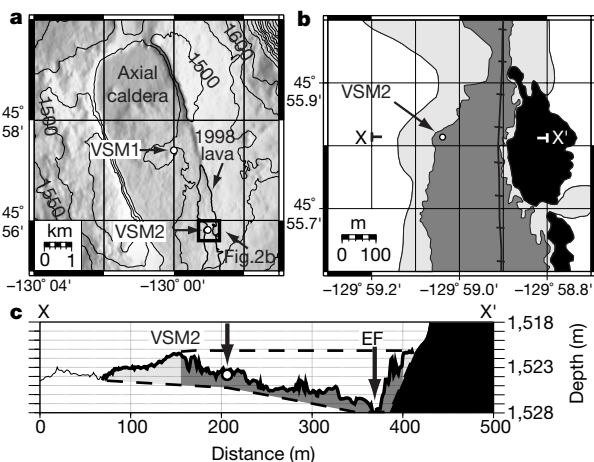 a
Axial
caldera
1600
1500
1500
1550
45°
58'
VSM1
1998
lava
45°
56'
VSM2
km
0 1
Fig.2b
−130° 04'
−130° 00'
b
45°
55.9'
VSM2
X
X'
45°
55.7'
m
0 100
−129° 59.2'
−129° 59.0'
−129° 58.8'
c
X
X'
VSM2
EF
1,518
1,523
1,528
Depth (m)
0
100
200
300
400
500
Distance (m)